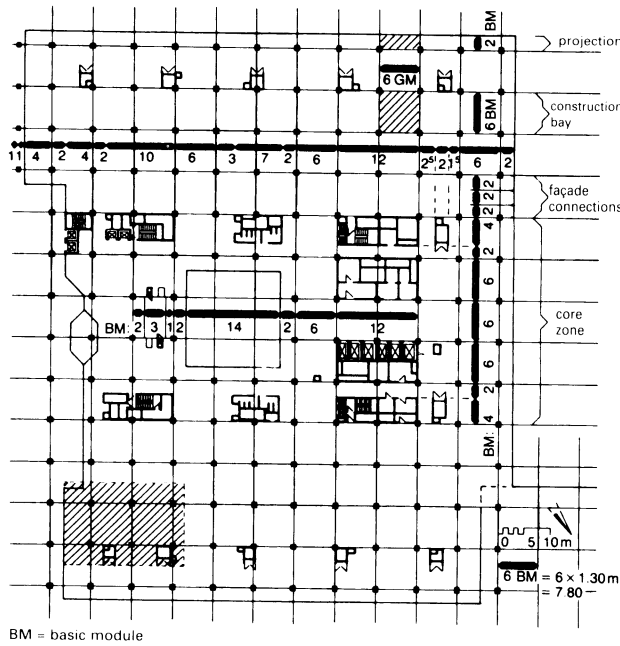 2 BM
projection
6 GM
6 BM
construction
bay
1 1 4 2 4 2 10 6 3 7 2 6 12 2⁵ 2 1⁵ 6 2
façade
connections
2
2
2
4
2
6
6
6
2
4
BM:
core
zone
BM: 2 3 1 2 14 2 6 12
0 5 10 m
6 BM = 6 × 1.30 m
= 7 80
BM = basic module